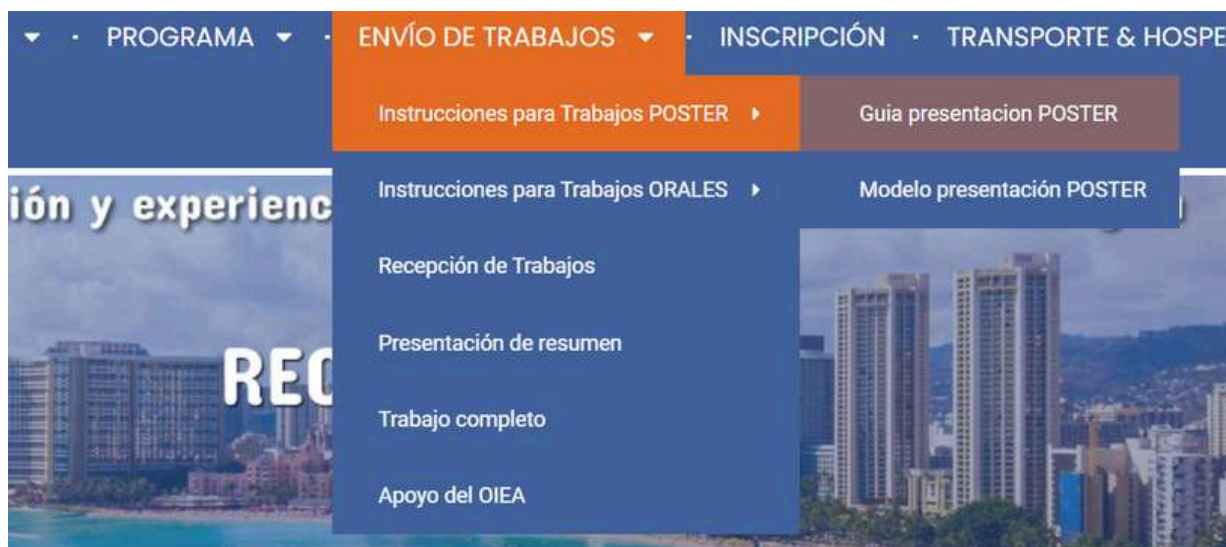 PROGRAMA · ENVÍO DE TRABAJOS · INSCRIPCIÓN · TRANSPORTE & HOSPE
Instrucciones para Trabajos POSTER
Guia presentacion POSTER
Instrucciones para Trabajos ORALES
Modelo presentación POSTER
ión y experienc
Recepción de Trabajos
Presentación de resumen
REC
Trabajo completo
Apoyo del OIEA